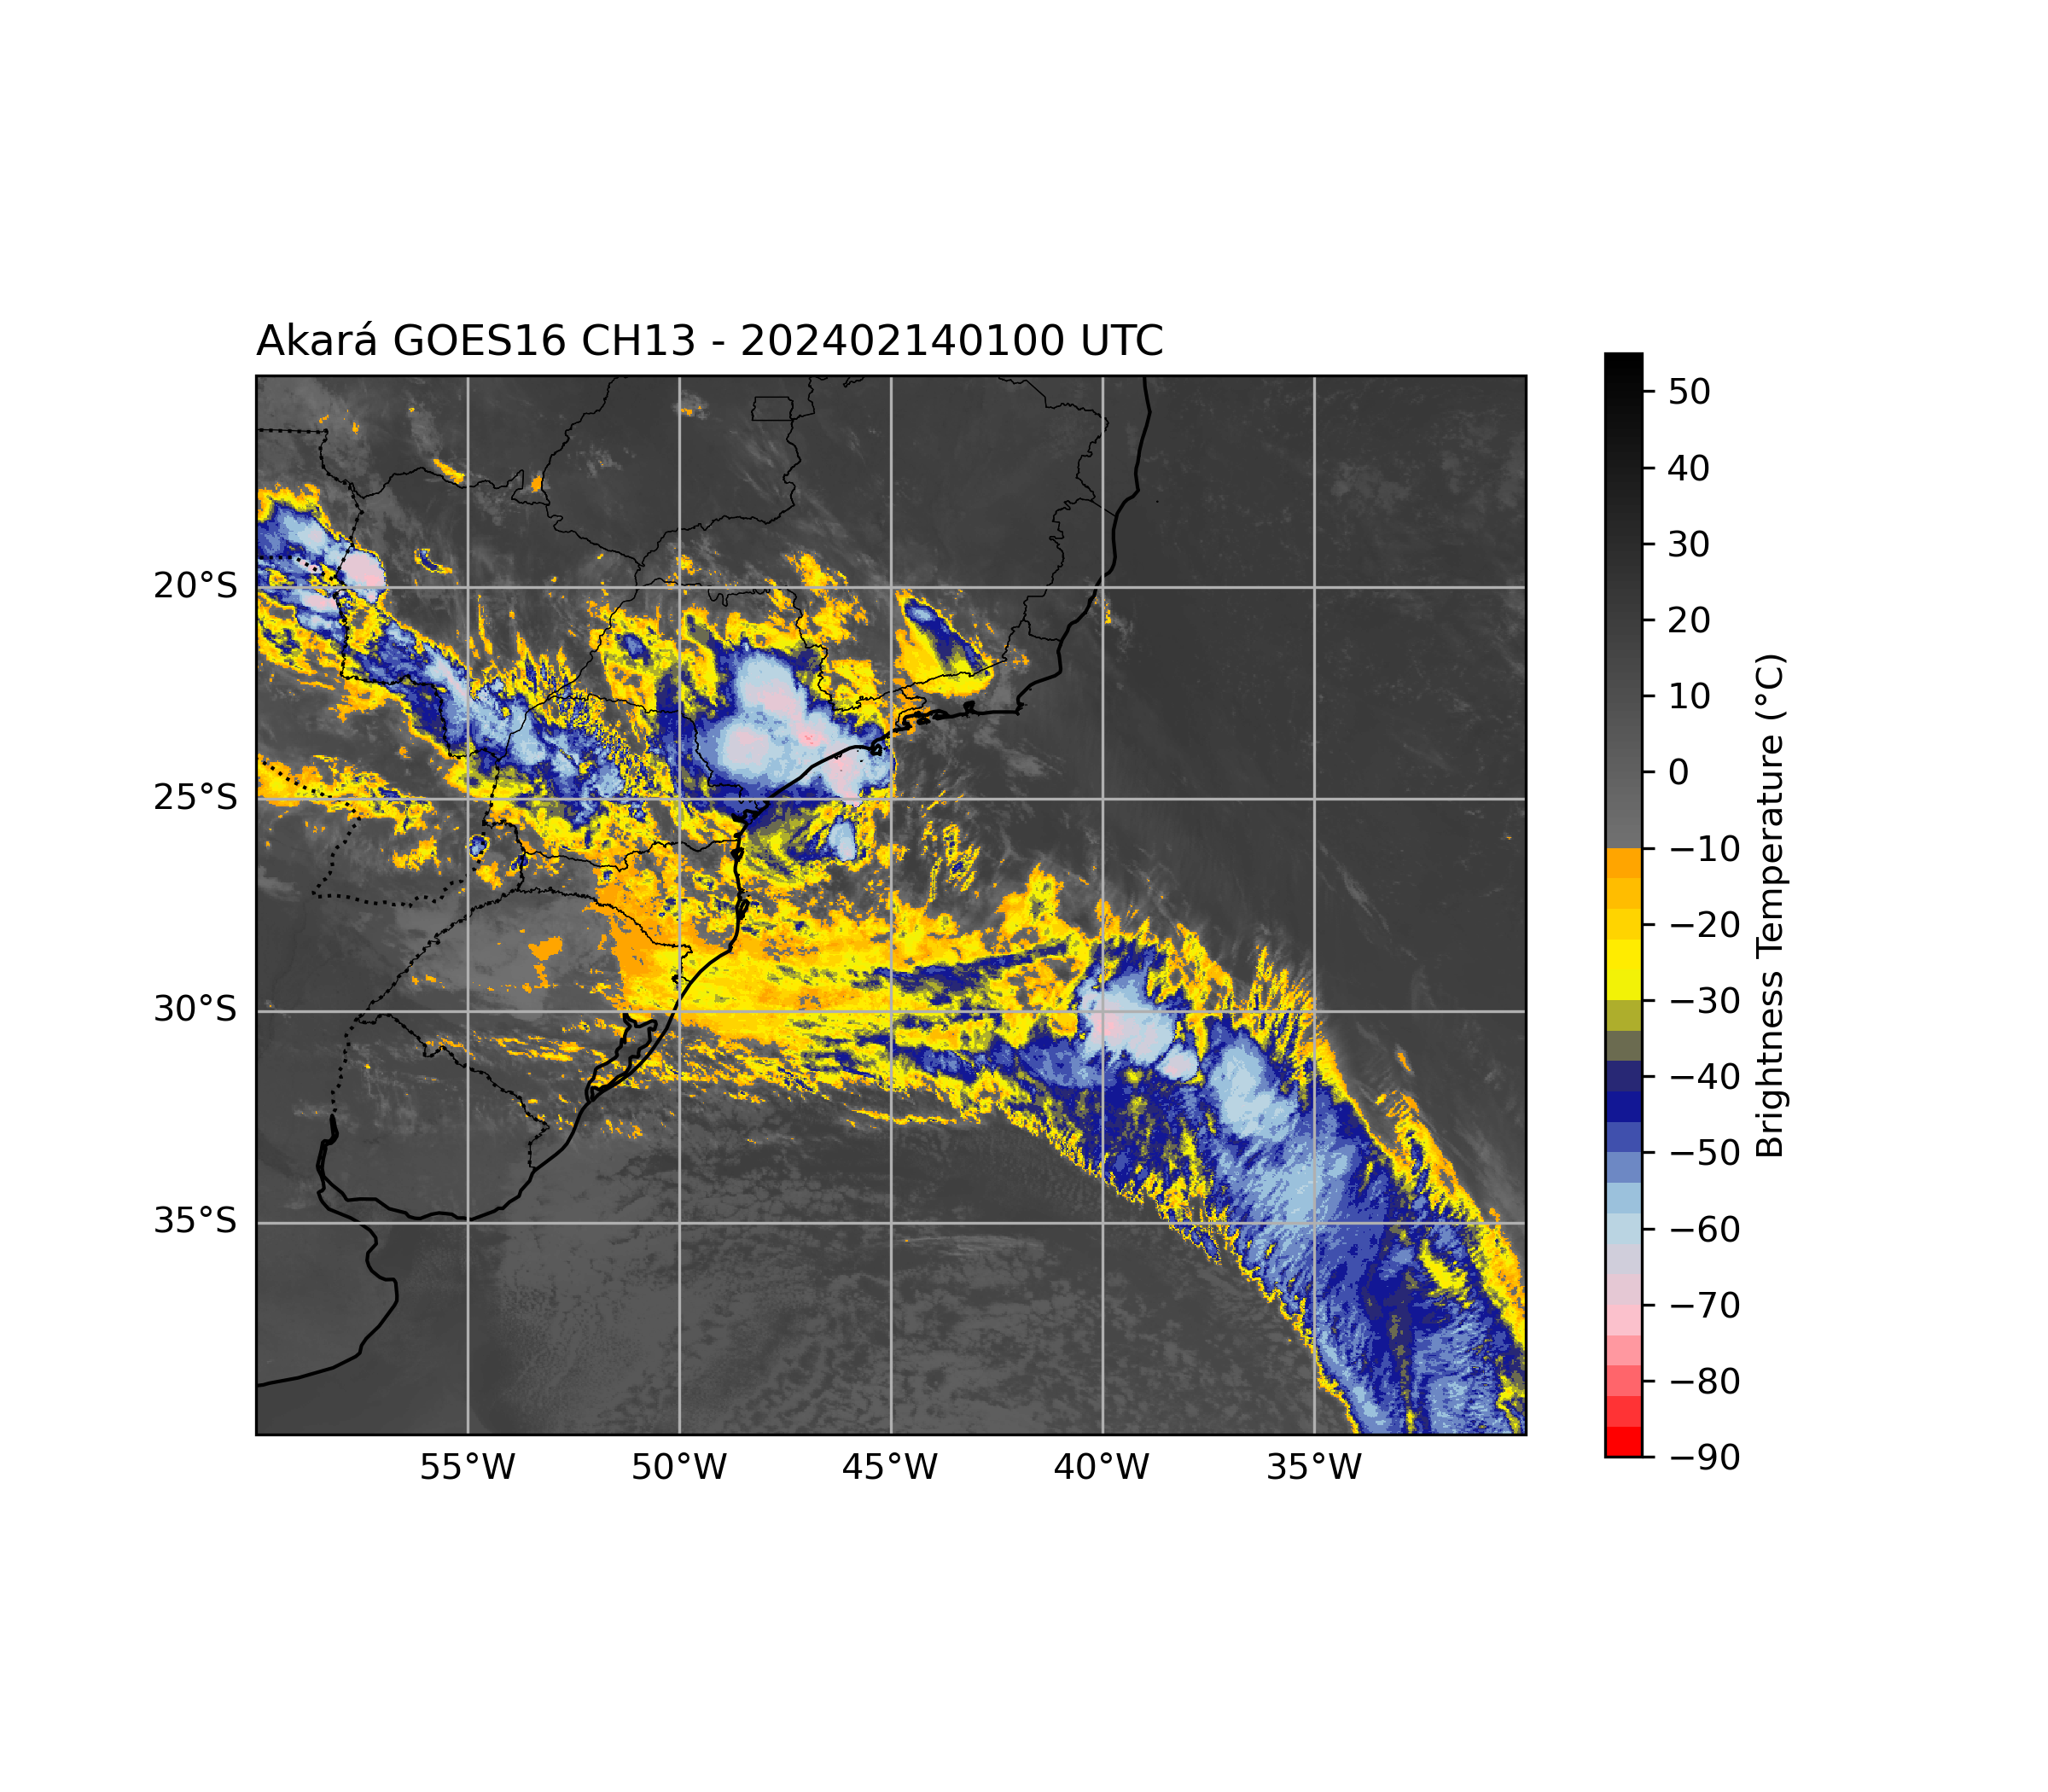 Akará GOES16 CH13 - 202402140100 UTC
20°S
25°S
30°S
35°S
55°W
50°W
45°W
40°W
35°W
50
40
30
20
10
0
−10
−20
−30
−40
−50
−60
−70
−80
−90
Brightness Temperature (°C)